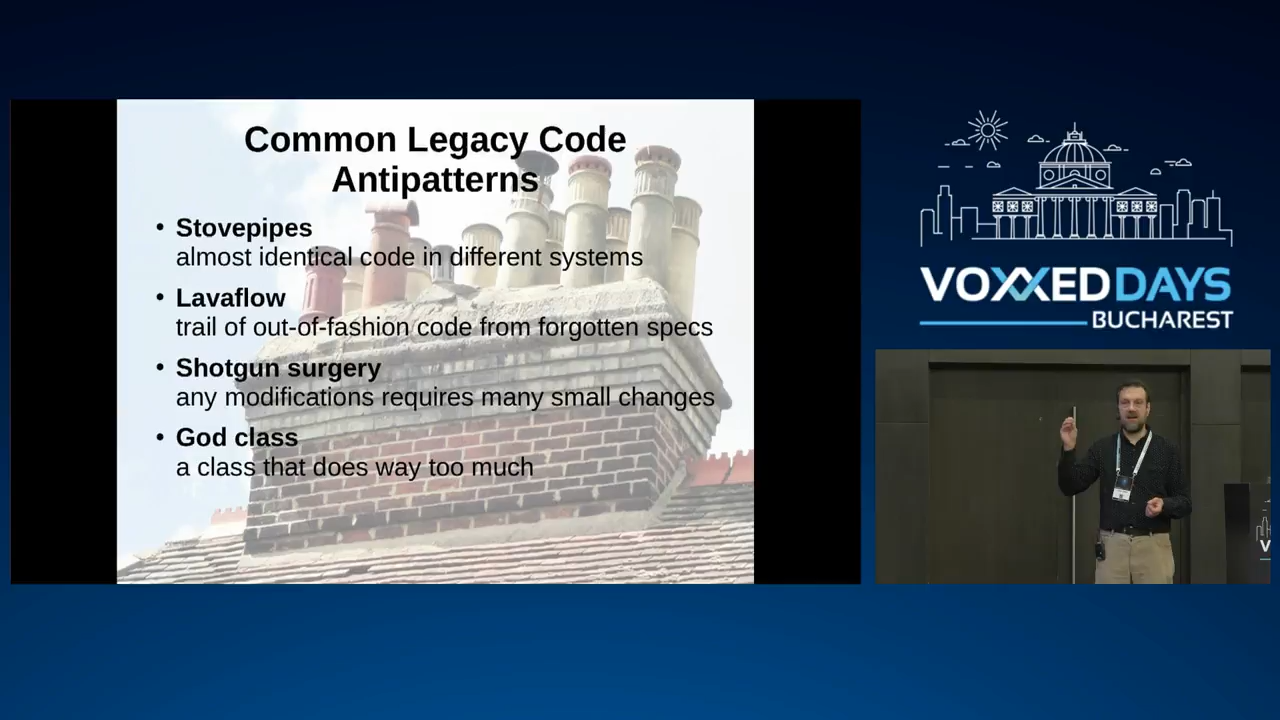 Common Legacy Code
Antipatterns
• Stovepipes
almost identical code in different systems
• Lavaflow
trail of out-of-fashion code from forgotten specs
• Shotgun surgery
any modifications requires many small changes
• God class
a class that does way too much
VOXXED DAYS
BUCHAREST
V